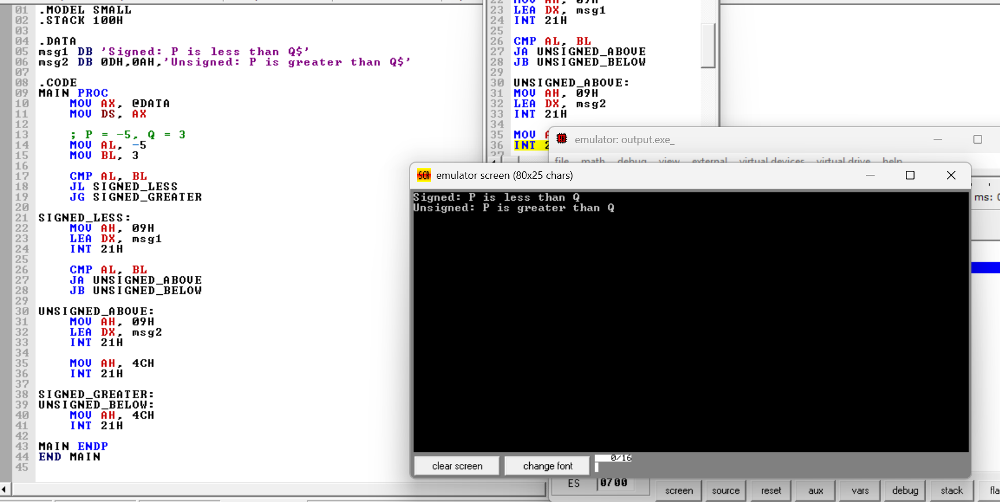 01 .MODEL SMALL
02 .STACK 100H
03
04 .DATA
05 msg1 DB 'Signed: P is less than Q$'
06 msg2 DB 0DH,0AH,'Unsigned: P is greater than Q$'
07
08 .CODE
09 MAIN PROC
10 MOV AX, @DATA
11 MOV DS, AX
12
13 ; P = -5, Q = 3
14 MOV AL, -5
15 MOV BL, 3
16
17 CMP AL, BL
18 JL SIGNED_LESS
19 JG SIGNED_GREATER
20
21 SIGNED_LESS:
22 MOV AH, 09H
23 LEA DX, msg1
24 INT 21H
25
26 CMP AL, BL
27 JA UNSIGNED_ABOVE
28 JB UNSIGNED_BELOW
29
30 UNSIGNED_ABOVE:
31 MOV AH, 09H
32 LEA DX, msg2
33 INT 21H
34
35 MOV AH, 4CH
36 INT 21H
37
38 SIGNED_GREATER:
39 UNSIGNED_BELOW:
40 MOV AH, 4CH
41 INT 21H
42
43 MAIN ENDP
44 END MAIN
45
22 MOV AH, 09H
23 LEA DX, msg1
24 INT 21H
25
26 CMP AL, BL
27 JA UNSIGNED_ABOVE
28 JB UNSIGNED_BELOW
29
30 UNSIGNED_ABOVE:
31 MOV AH, 09H
32 LEA DX, msg2
33 INT 21H
34
35 MOV
36 INT
37
emulator: output.exe_
file math debug view external virtual devices virtual drive help
ms: 0
emulator screen (80x25 chars)
Signed: P is less than Q
Unsigned: P is greater than Q
clear screen
change font
0/16
ES 0700
screen source reset aux vars debug stack